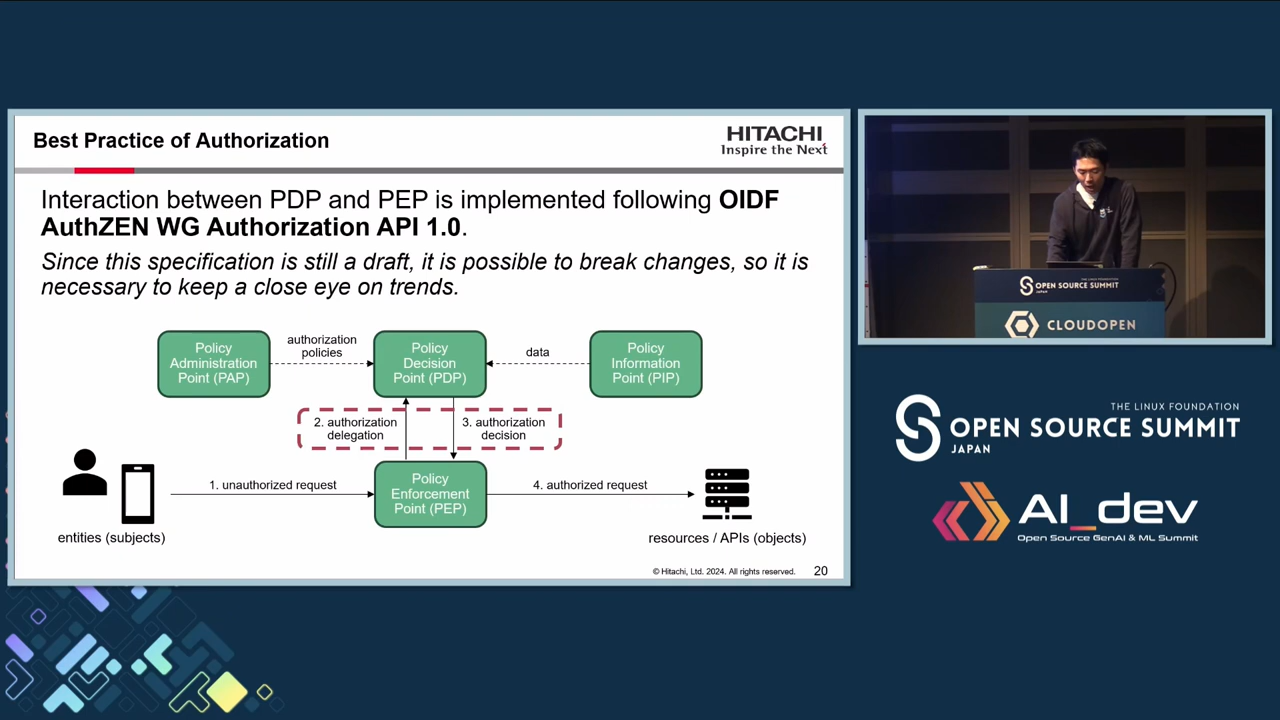 Best Practice of Authorization
HITACHI
Inspire the Next
Interaction between PDP and PEP is implemented following OIDF
AuthZEN WG Authorization API 1.0.
Since this specification is still a draft, it is possible to break changes, so it is
necessary to keep a close eye on trends.
Policy
Administration
Point (PAP)
authorization
policies
Policy
Decision
Point (PDP)
data
Policy
Information
Point (PIP)
2. authorization
delegation
3. authorization
decision
1. unauthorized request
Policy
Enforcement
Point (PEP)
4. authorized request
entities (subjects)
resources / APIs (objects)
© Hitachi, Ltd. 2024. All rights reserved.
20
THE LINUX FOUNDATION
OPEN SOURCE SUMMIT
JAPAN
CLOUDOPEN
THE LINUX FOUNDATION
OPEN SOURCE SUMMIT
JAPAN
AI_dev
Open Source GenAI & ML Summit